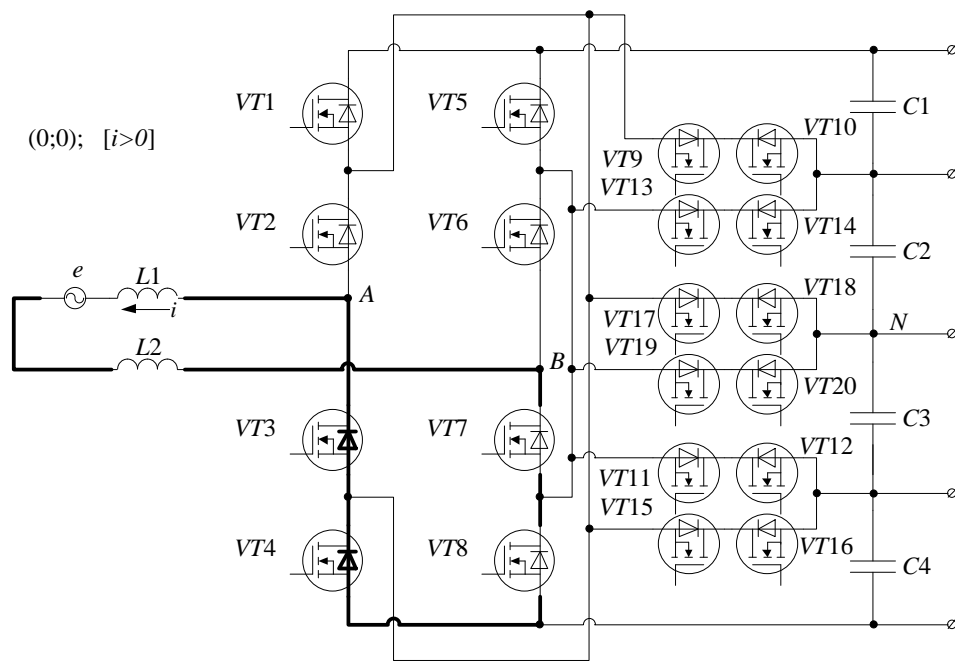 VT1
VT5
C1
(0;0); [i>0]
VT9
VT10
VT13
VT2
VT6
VT14
C2
e
L1
A
i
VT18
VT17
N
L2
VT19
B
VT20
VT3
VT7
C3
VT12
VT11
VT15
VT4
VT8
VT16
C4